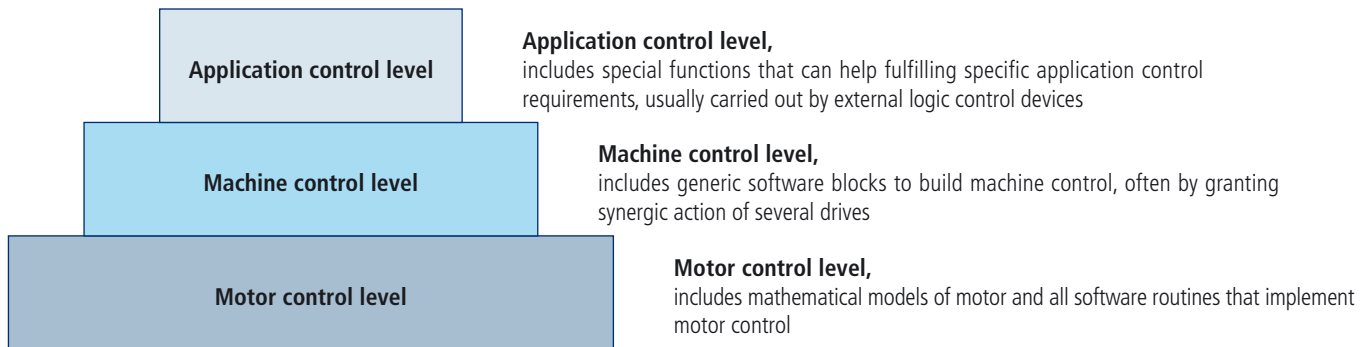 Application control level
Application control level,
includes special functions that can help fulfilling specific application control
requirements, usually carried out by external logic control devices
Machine control level
Machine control level,
includes generic software blocks to build machine control, often by granting
synergic action of several drives
Motor control level
Motor control level,
includes mathematical models of motor and all software routines that implement
motor control